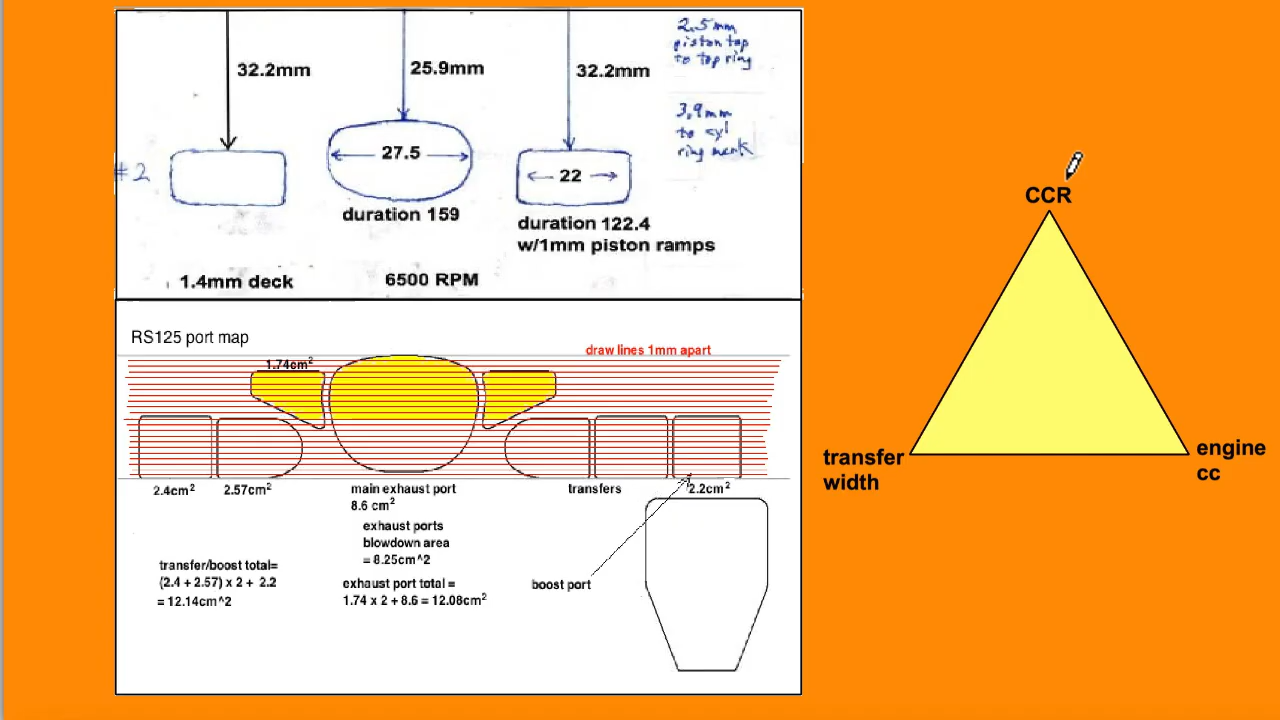 32.2mm
25.9mm
32.2mm
2.5mm
piston top
to top ring
3.9mm
to cyl
ring mark
#2
27.5
22
duration 159
duration 122.4
w/1mm piston ramps
1.4mm deck
6500 RPM
RS125 port map
draw lines 1mm apart
1.74cm²
2.4cm²
2.57cm²
main exhaust port
8.6 cm²
transfers
2.2cm²
exhaust ports
blowdown area
= 8.25cm^2
transfer/boost total=
(2.4 + 2.57) x 2 + 2.2
= 12.14cm^2
exhaust port total =
1.74 x 2 + 8.6 = 12.08cm²
boost port
CCR
transfer
width
engine
cc